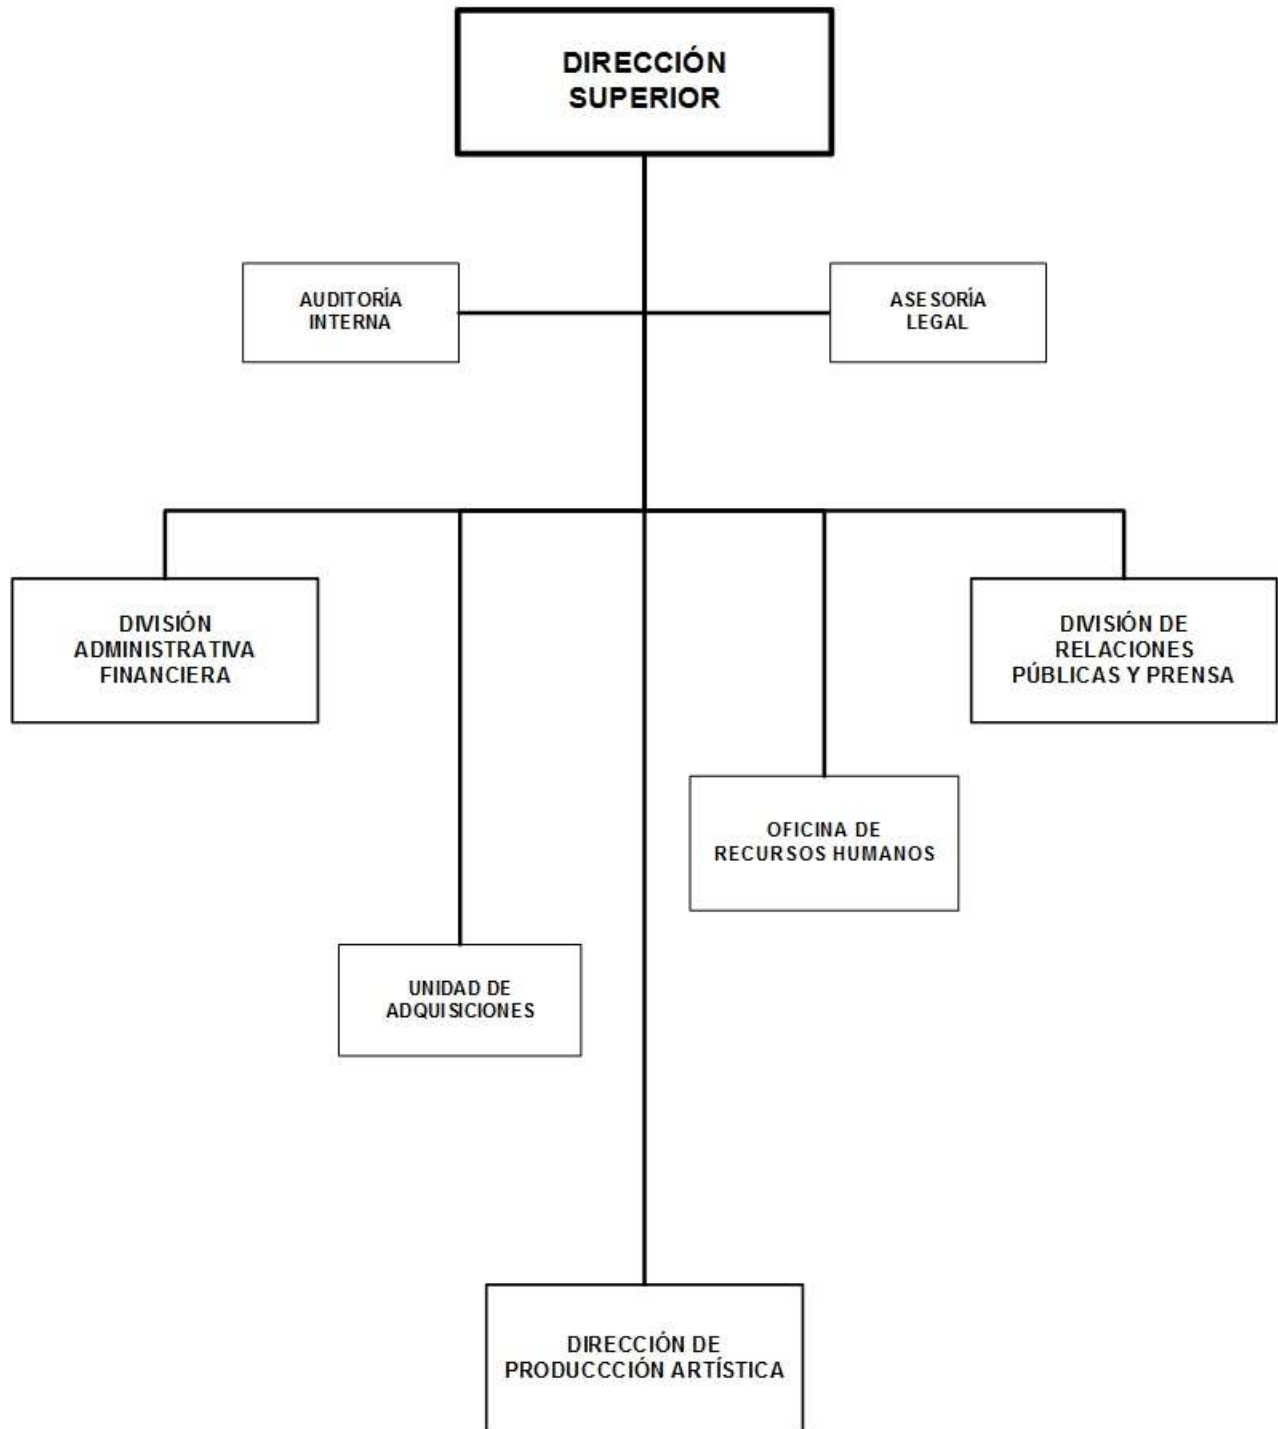 DIRECCIÓN
SUPERIOR
AUDITORÍA
INTERNA
ASESORÍA
LEGAL
DIVISIÓN
ADMINISTRATIVA
FINANCIERA
DIVISIÓN DE
RELACIONES
PÚBLICAS Y PRENSA
OFICINA DE
RECURSOS HUMANOS
UNIDAD DE
ADQUISICIONES
DIRECCIÓN DE
PRODUCCCIÓN ARTÍSTICA